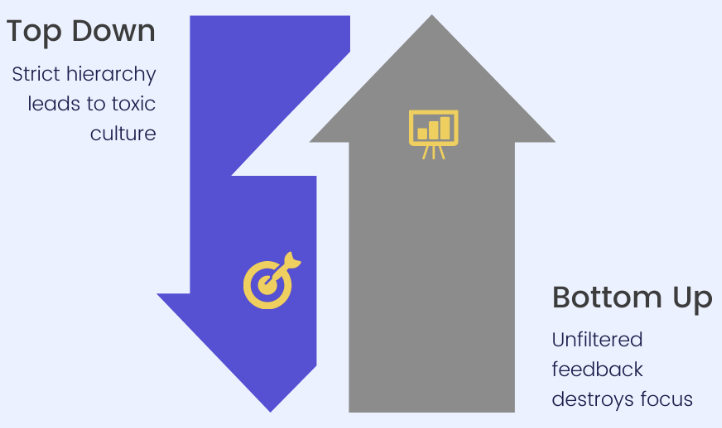 Top Down
Strict hierarchy
leads to toxic
culture
Bottom Up
Unfiltered
feedback
destroys focus